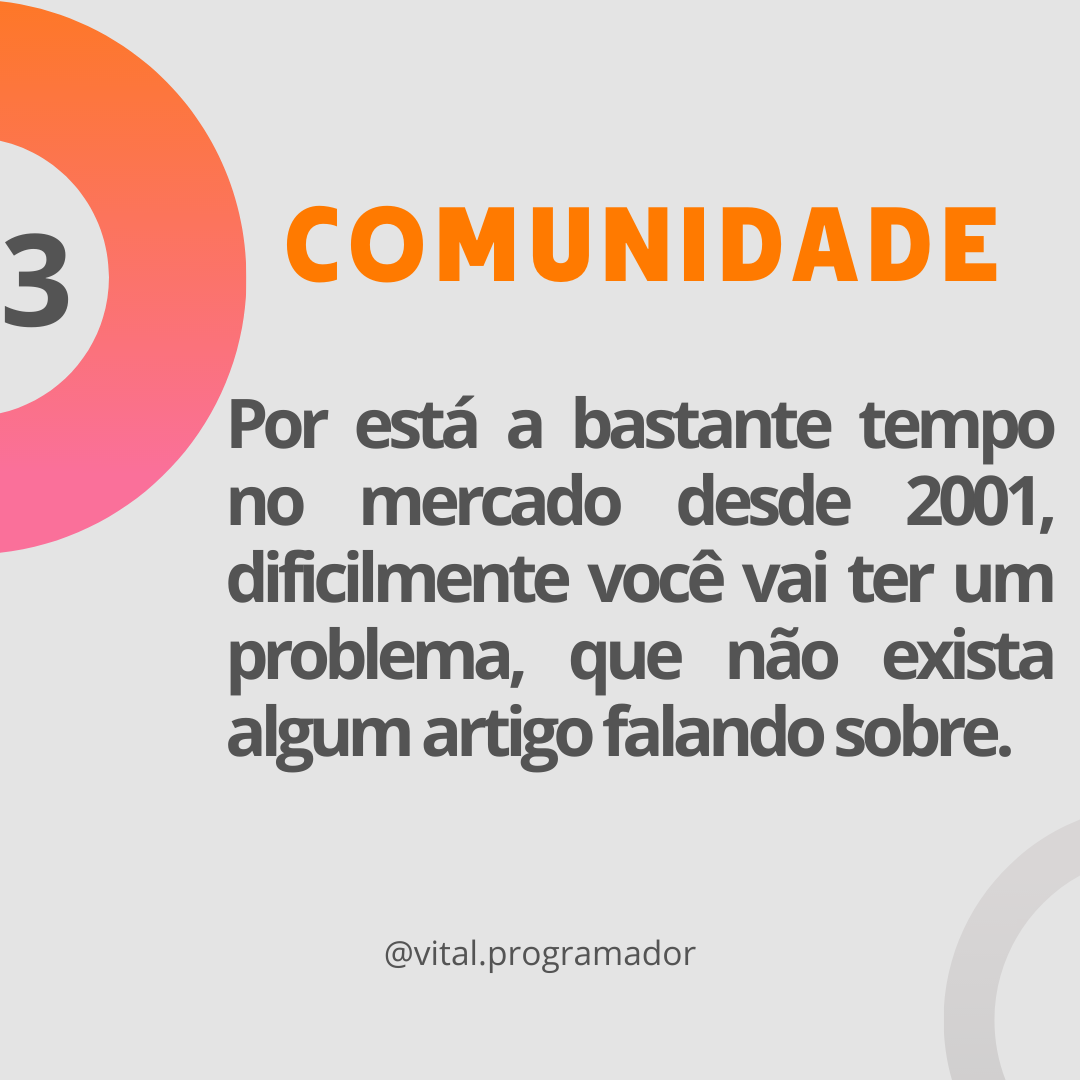 3
COMUNIDADE
Por está a bastante tempo
no mercado desde 2001,
dificilmente você vai ter um
problema, que não exista
algum artigo falando sobre.
@vital.programador